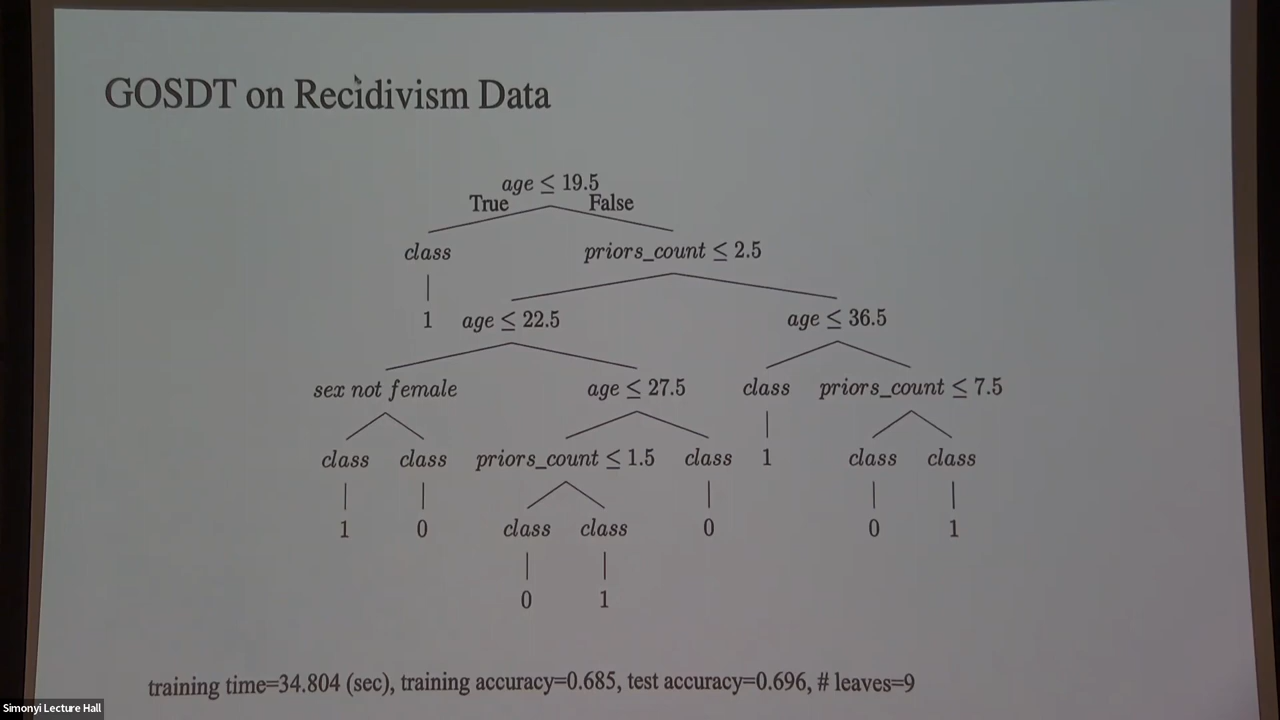 GOSDT on Recidivism Data
age ≤ 19.5
True False
class priors_count ≤ 2.5
1 age ≤ 22.5 age ≤ 36.5
sex not female age ≤ 27.5 class priors_count ≤ 7.5
class class priors_count ≤ 1.5 class 1 class class
1 0 class class 0 0 1
0 1
training time=34.804 (sec), training accuracy=0.685, test accuracy=0.696, # leaves=9
Simonyi Lecture Hall